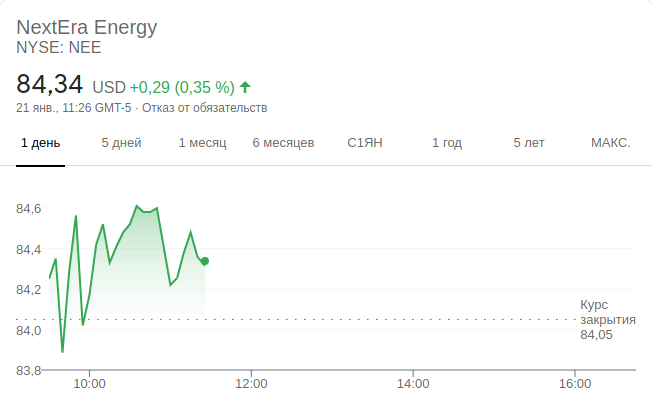 NextEra Energy
NYSE: NEE
84,34 USD +0,29 (0,35 %)
21 янв., 11:26 GMT-5 · Отказ от обязательств
1 день 5 дней 1 месяц 6 месяцев С1ЯН 1 год 5 лет МАКС.
84,6
84,4
84,2
84,0
83,8
Курс
закрытия
84,05
10:00 12:00 14:00 16:00